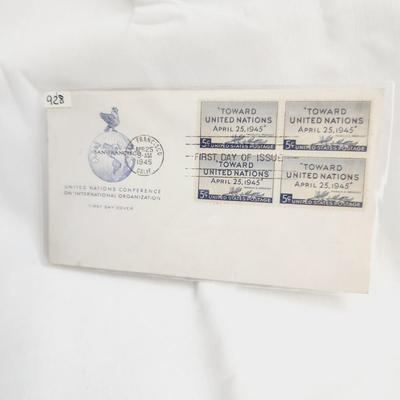 928
SAN FRANCISCO
FRANCISCO
APR 25
8-AM
1945
CALIF.
UNITED NATIONS CONFERENCE
ON INTERNATIONAL ORGANIZATION
FIRST DAY COVER
FIRST DAY OF ISSUE
"TOWARD
UNITED NATIONS
APRIL 25, 1945"
5¢ UNITED STATES POSTAGE
"TOWARD
UNITED NATIONS
APRIL 25, 1945"
5¢ UNITED STATES POSTAGE
"TOWARD
UNITED NATIONS
APRIL 25, 1945"
5¢ UNITED STATES POSTAGE
"TOWARD
UNITED NATIONS
APRIL 25, 1945"
5¢ UNITED STATES POSTAGE